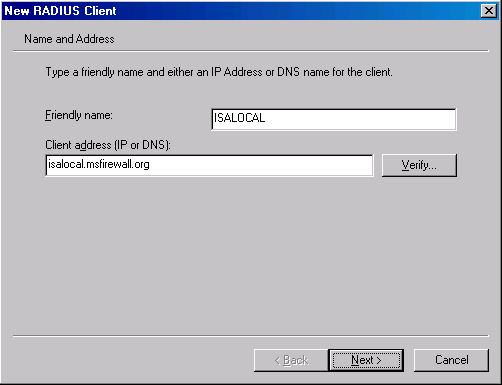 New RADIUS Client
Name and Address
Type a friendly name and either an IP Address or DNS name for the client.
Friendly name:
ISALOCAL
Client address (IP or DNS):
isalocal.msfirewall.org
Verify...
< Back
Next >
Cancel